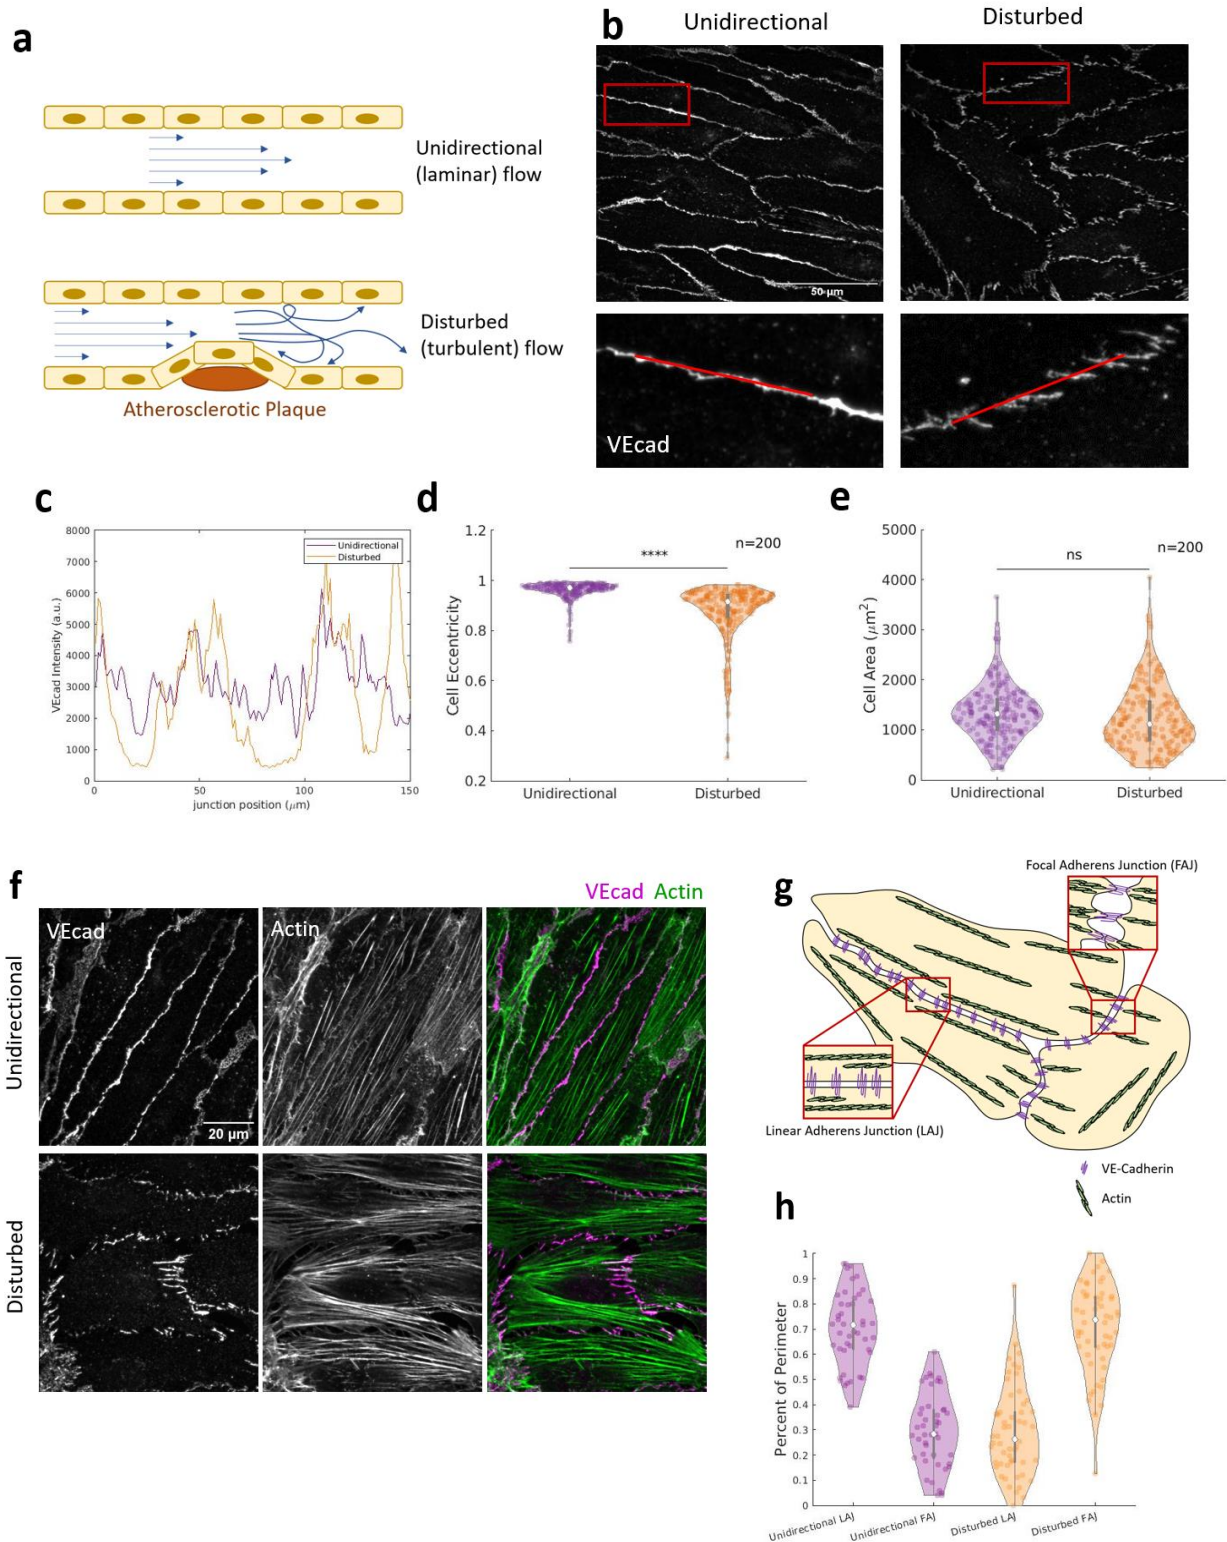 a
Unidirectional
(laminar) flow
Disturbed
(turbulent) flow
Atherosclerotic Plaque
b
Unidirectional
Disturbed
50 μm
VEcad
c
8000
7000
6000
5000
4000
3000
2000
1000
0
VEcad Intensity (a.u.)
Unidirectional
Disturbed
0
50
100
150
junction position (μm)
d
1.2
1
0.8
0.6
0.4
0.2
Cell Eccentricity
****
n=200
Unidirectional
Disturbed
e
5000
4000
3000
2000
1000
0
Cell Area (μm²)
ns
n=200
Unidirectional
Disturbed
f
VEcad Actin
VEcad
Actin
Unidirectional
20 μm
Disturbed
g
Focal Adherens Junction (FAJ)
Linear Adherens Junction (LAJ)
VE-Cadherin
Actin
h
1
0.9
0.8
0.7
0.6
0.5
0.4
0.3
0.2
0.1
0
Percent of Perimeter
Unidirectional LAJ
Unidirectional FAJ
Disturbed LAJ
Disturbed FAJ